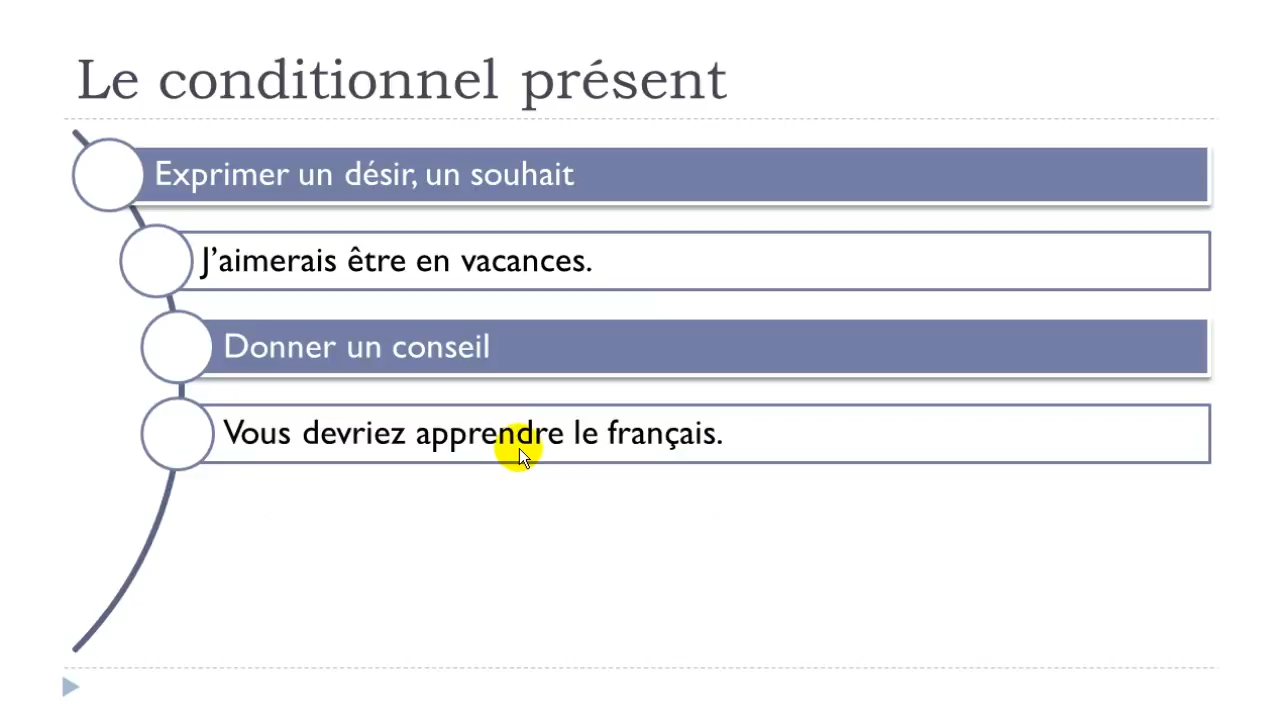 Le conditionnel présent
Exprimer un désir, un souhait
J’aimerais être en vacances.
Donner un conseil
Vous devriez apprendre le français.